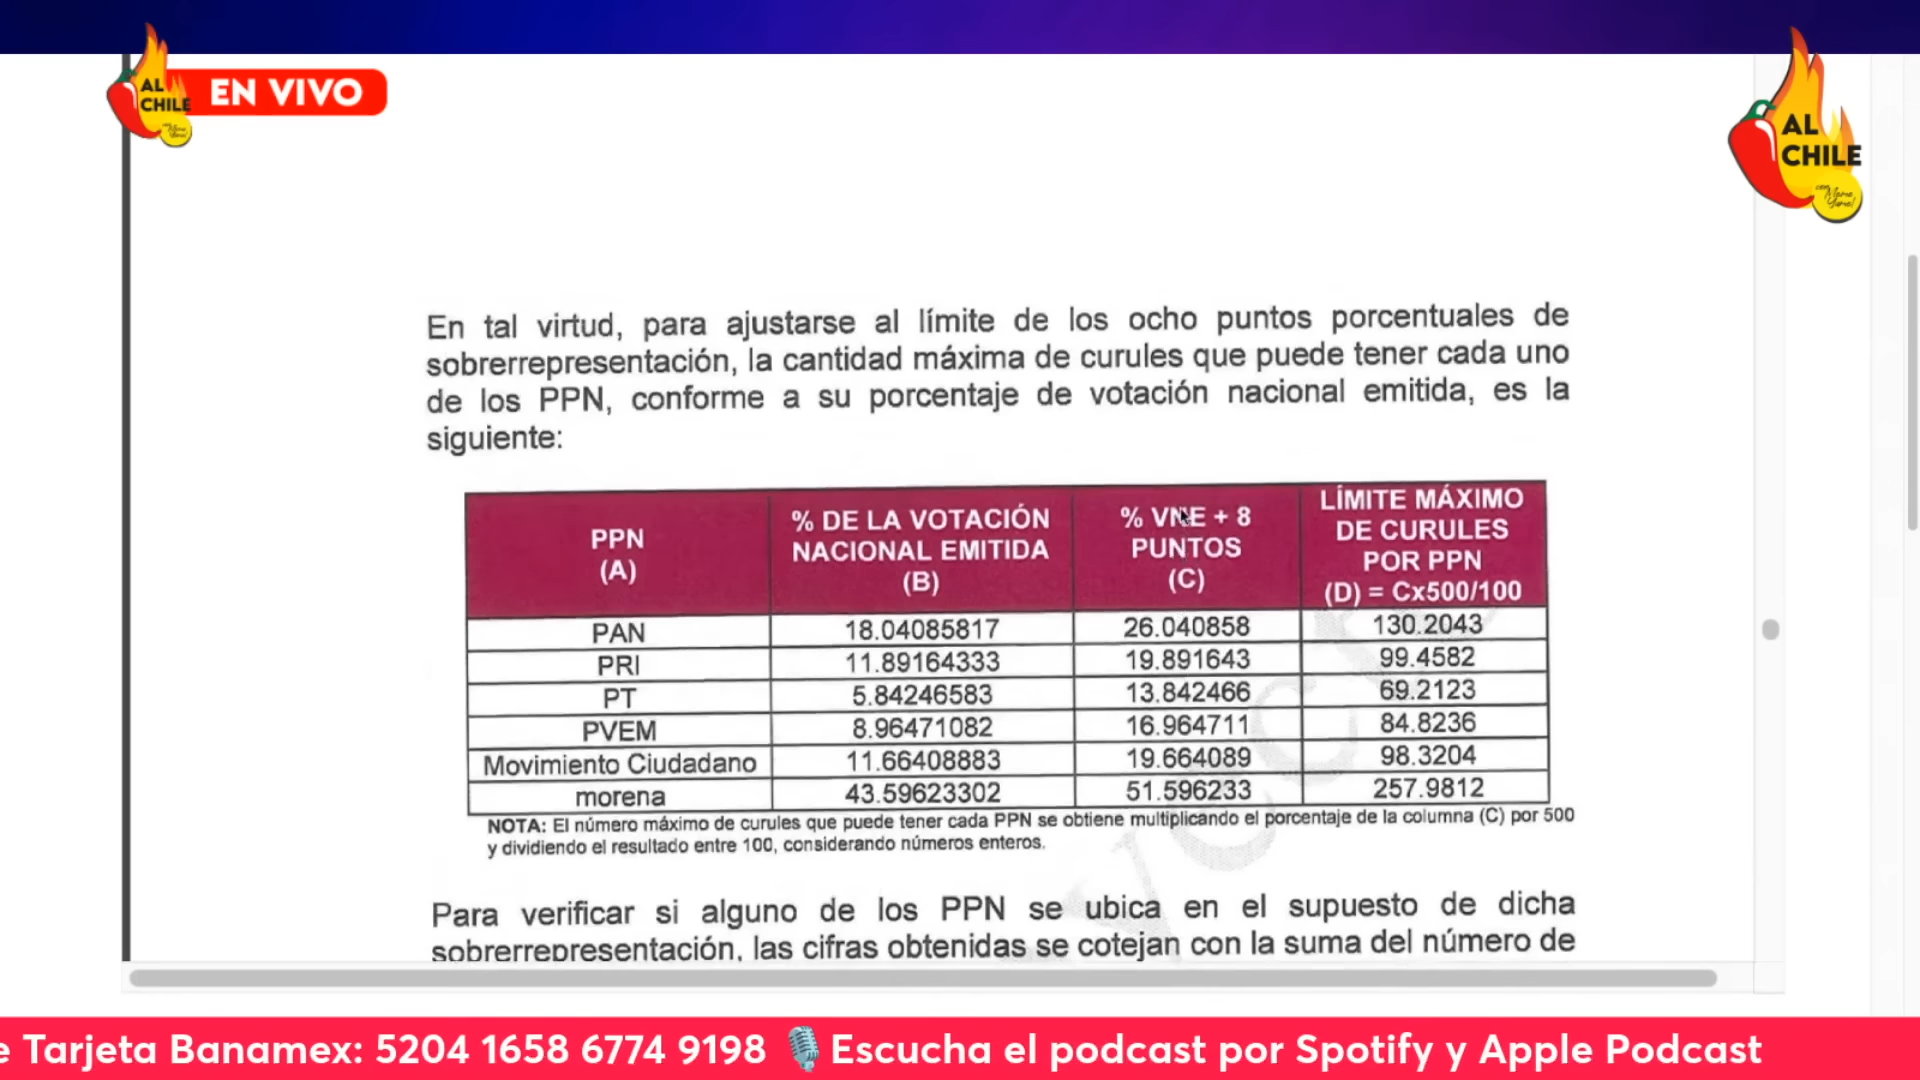 AL
CHILE
EN VIVO
AL
CHILE
En tal virtud, para ajustarse al límite de los ocho puntos porcentuales de
sobrerrepresentación, la cantidad máxima de curules que puede tener cada uno
de los PPN, conforme a su porcentaje de votación nacional emitida, es la
siguiente:
PPN (A) | % DE LA VOTACIÓN NACIONAL EMITIDA (B) | % VNE + 8 PUNTOS (C) | LÍMITE MÁXIMO DE CURULES POR PPN (D) = Cx500/100
PAN | 18.04085817 | 26.040858 | 130.2043
PRI | 11.89164333 | 19.891643 | 99.4582
PT | 5.84246583 | 13.842466 | 69.2123
PVEM | 8.96471082 | 16.964711 | 84.8236
Movimiento Ciudadano | 11.66408883 | 19.664089 | 98.3204
morena | 43.59623302 | 51.596233 | 257.9812
NOTA: El número máximo de curules que puede tener cada PPN se obtiene multiplicando el porcentaje de la columna (C) por 500
y dividiendo el resultado entre 100, considerando números enteros.
Para verificar si alguno de los PPN se ubica en el supuesto de dicha
sobrerrepresentación, las cifras obtenidas se cotejan con la suma del número de
e Tarjeta Banamex: 5204 1658 6774 9198 🎙️Escucha el podcast por Spotify y Apple Podcast